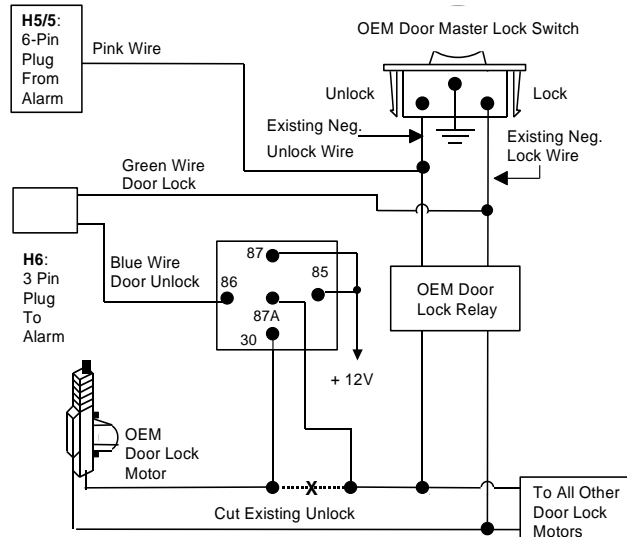 H5/5:
6-Pin
Plug
From
Alarm
Pink Wire
OEM Door Master Lock Switch
Unlock
Lock
Existing Neg.
Unlock Wire
Existing Neg.
Lock Wire
Green Wire
Door Lock
H6:
3 Pin
Plug
To
Alarm
Blue Wire
Door Unlock
87
86
85
87A
30
+ 12V
OEM Door
Lock Relay
OEM
Door Lock
Motor
X
Cut Existing Unlock
To All Other
Door Lock
Motors